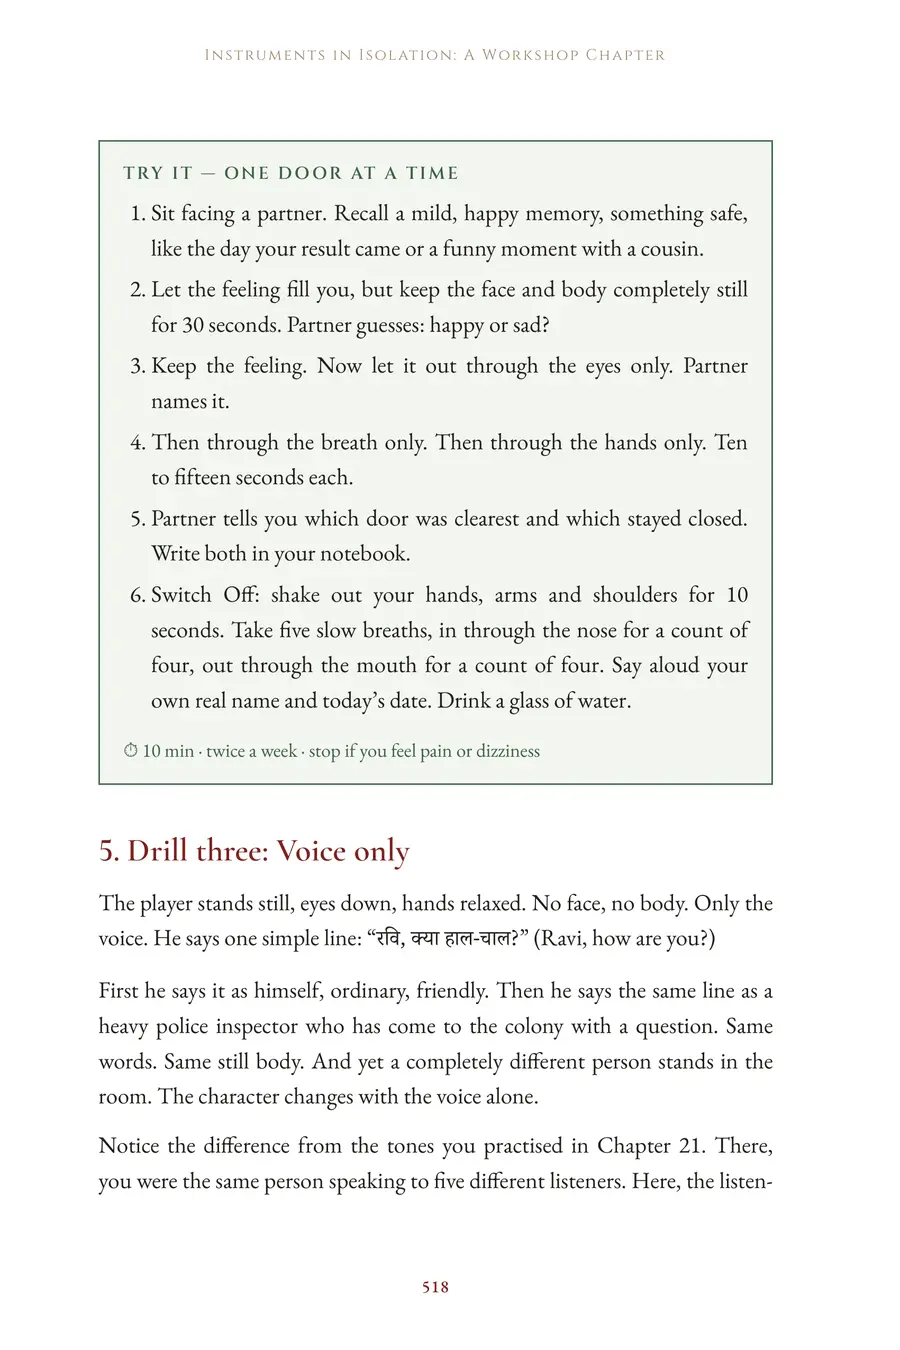 INSTRUMENTS IN ISOLATION: A WORKSHOP CHAPTER
TRY IT — ONE DOOR AT A TIME
1. Sit facing a partner. Recall a mild, happy memory, something safe,
like the day your result came or a funny moment with a cousin.
2. Let the feeling fill you, but keep the face and body completely still
for 30 seconds. Partner guesses: happy or sad?
3. Keep the feeling. Now let it out through the eyes only. Partner
names it.
4. Then through the breath only. Then through the hands only. Ten
to fifteen seconds each.
5. Partner tells you which door was clearest and which stayed closed.
Write both in your notebook.
6. Switch Off: shake out your hands, arms and shoulders for 10
seconds. Take five slow breaths, in through the nose for a count of
four, out through the mouth for a count of four. Say aloud your
own real name and today’s date. Drink a glass of water.
⏱ 10 min · twice a week · stop if you feel pain or dizziness
5. Drill three: Voice only
The player stands still, eyes down, hands relaxed. No face, no body. Only the
voice. He says one simple line: “रवि, क्या हाल-चाल?” (Ravi, how are you?)
First he says it as himself, ordinary, friendly. Then he says the same line as a
heavy police inspector who has come to the colony with a question. Same
words. Same still body. And yet a completely different person stands in the
room. The character changes with the voice alone.
Notice the difference from the tones you practised in Chapter 21. There,
you were the same person speaking to five different listeners. Here, the listen-
518